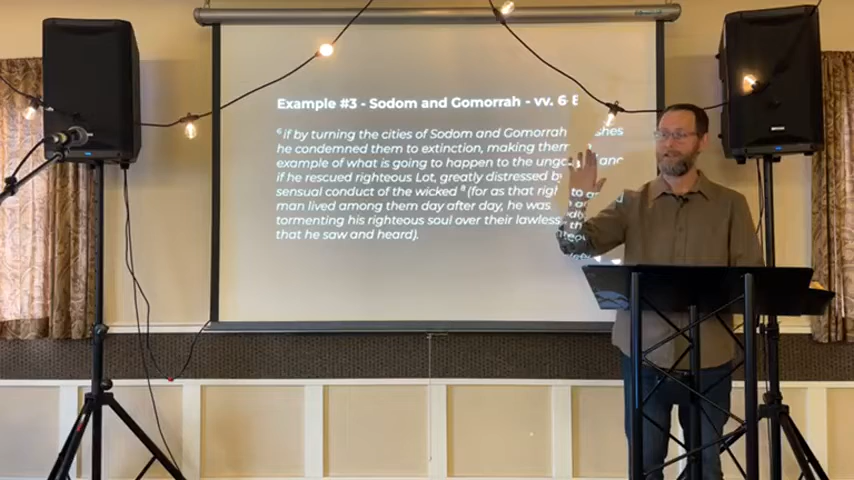 Example #3 - Sodom and Gomorrah - vv. 6
6 if by turning the cities of Sodom and Gomorrah
he condemned them to extinction, making them
example of what is going to happen to the
if he rescued righteous Lot, greatly distressed
sensual conduct of the wicked 8 (for as that
man lived among them day after day, he was
tormenting his righteous soul over their
that he saw and heard).